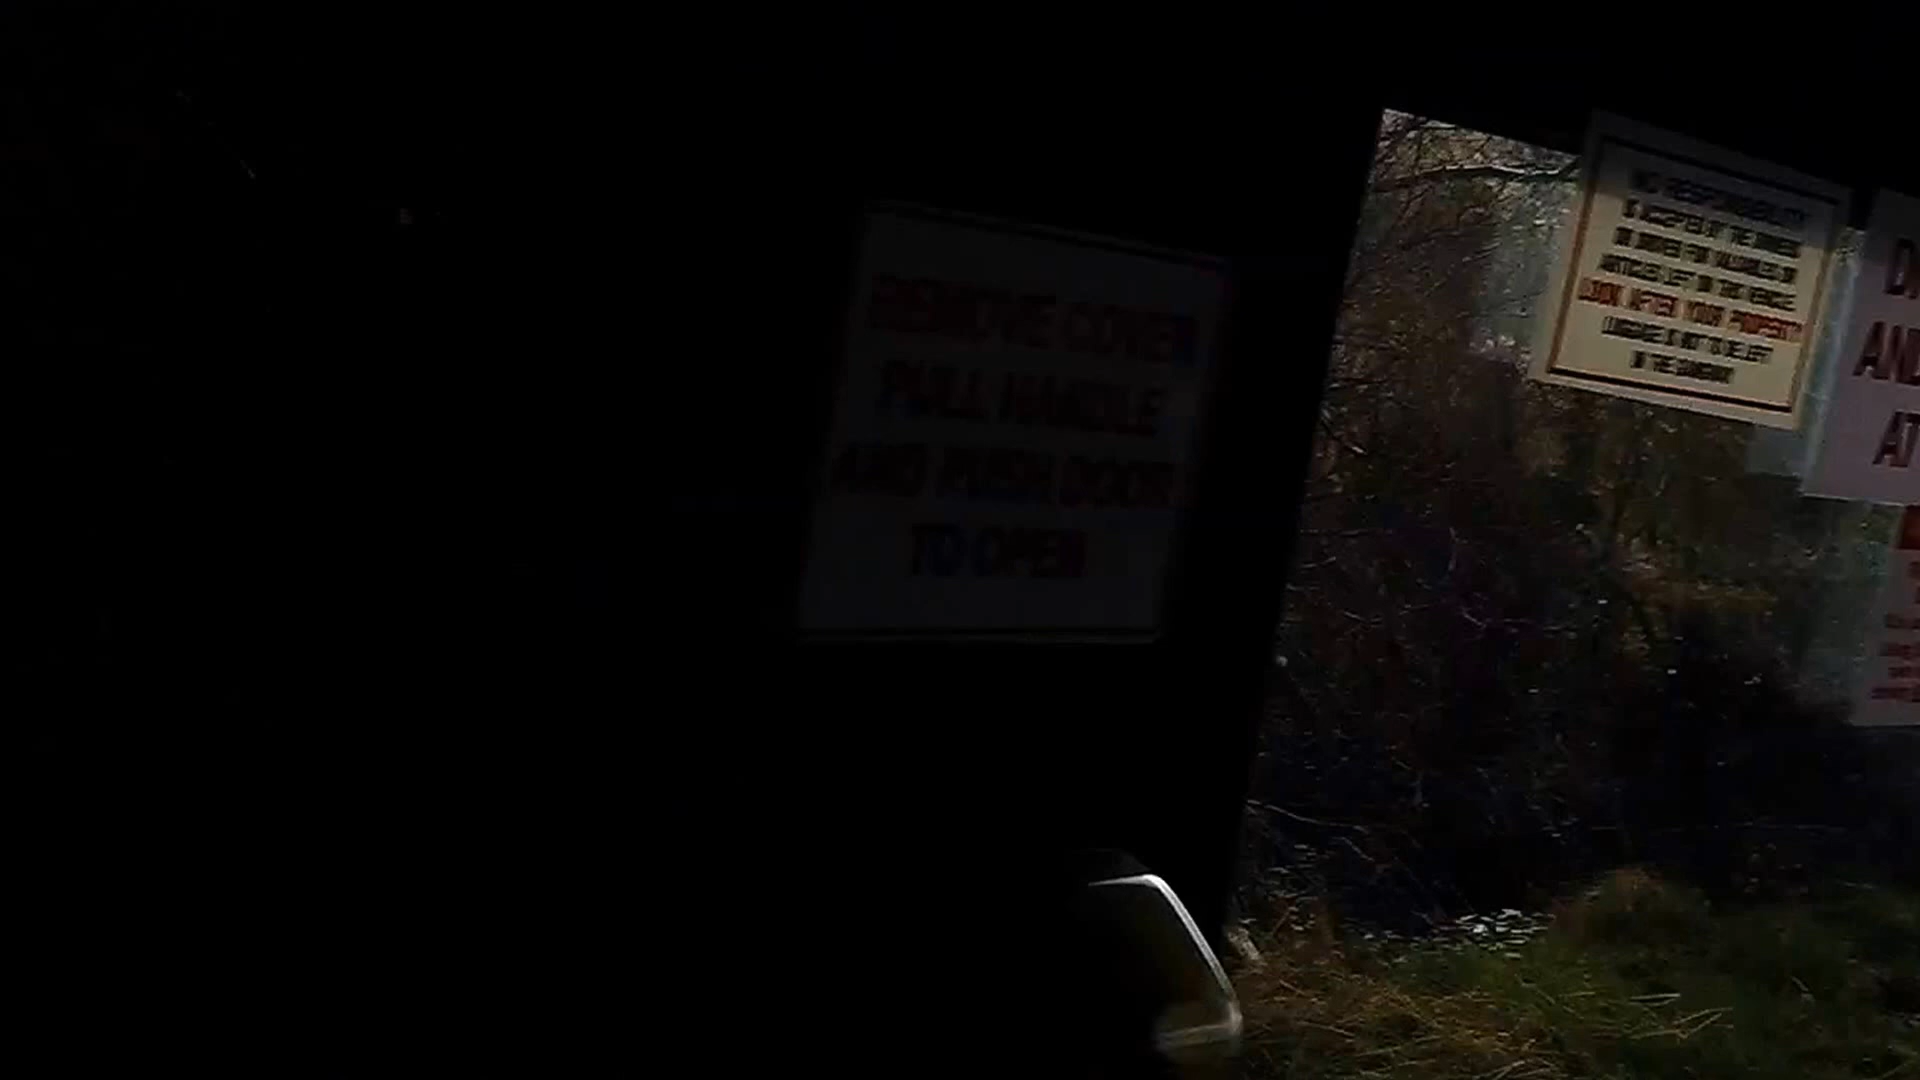 REMOVE COVER
PULL HANDLE
AND PUSH DOOR
TO OPEN
NO RESPONSIBILITY
IS ACCEPTED BY THE OWNER
OR DRIVER FOR VALUABLES OR
ARTICLES LEFT IN THIS VEHICLE
LOOK AFTER YOUR PROPERTY
LUGGAGE IS NOT TO BE LEFT
IN THE GANGWAY
AND
AT